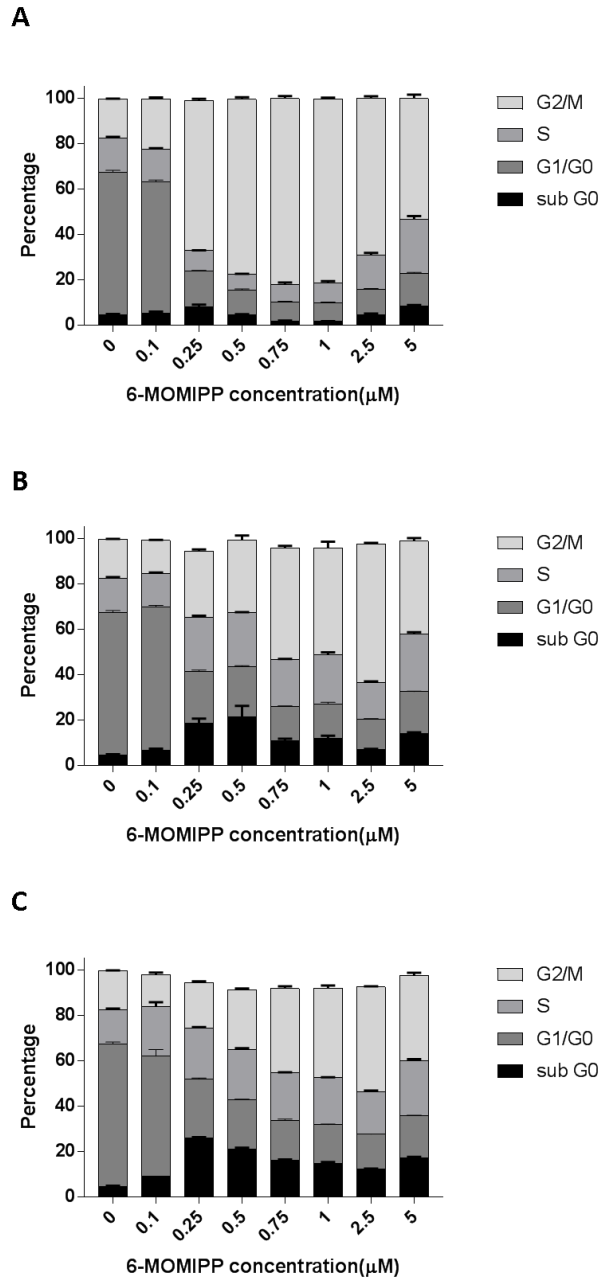 A
Percentage
100
80
60
40
20
0
0 0.1 0.25 0.5 0.75 1 2.5 5
6-MOMIPP concentration(μM)
G2/M
S
G1/G0
sub G0
B
Percentage
100
80
60
40
20
0
0 0.1 0.25 0.5 0.75 1 2.5 5
6-MOMIPP concentration(μM)
G2/M
S
G1/G0
sub G0
C
Percentage
100
80
60
40
20
0
0 0.1 0.25 0.5 0.75 1 2.5 5
6-MOMIPP concentration(μM)
G2/M
S
G1/G0
sub G0